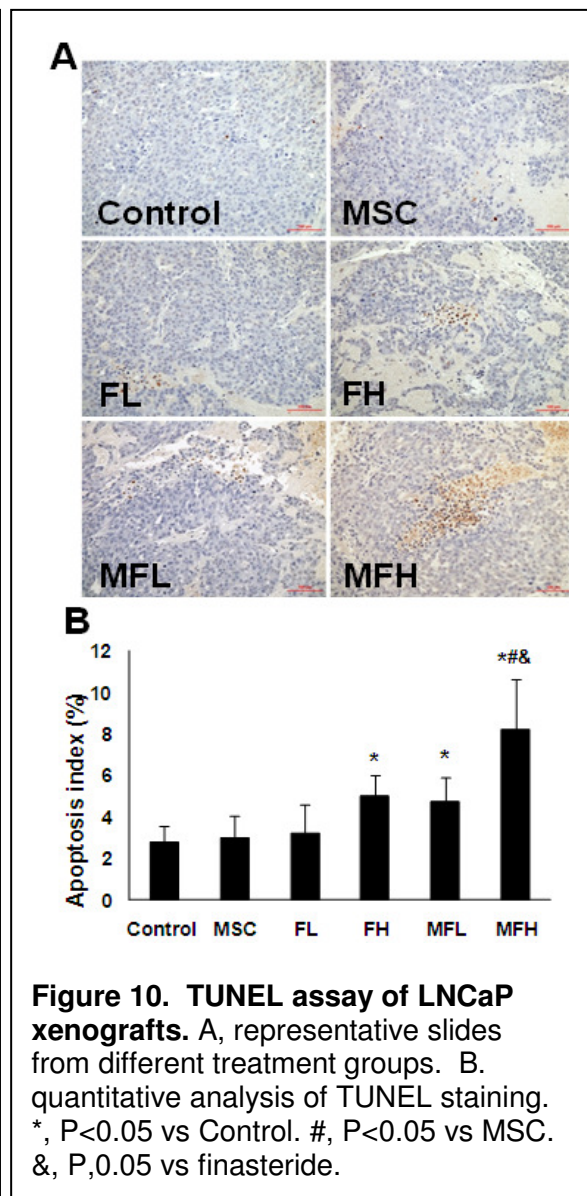 A
Control MSC
FL FH
MFL MFH
B
*#&
* *
12
10
8
6
4
2
0
Apoptosis index (%)
Control MSC FL FH MFL MFH
Figure 10. TUNEL assay of LNCaP
xenografts. A, representative slides
from different treatment groups. B.
quantitative analysis of TUNEL staining.
*, P<0.05 vs Control. #, P<0.05 vs MSC.
&, P,0.05 vs finasteride.